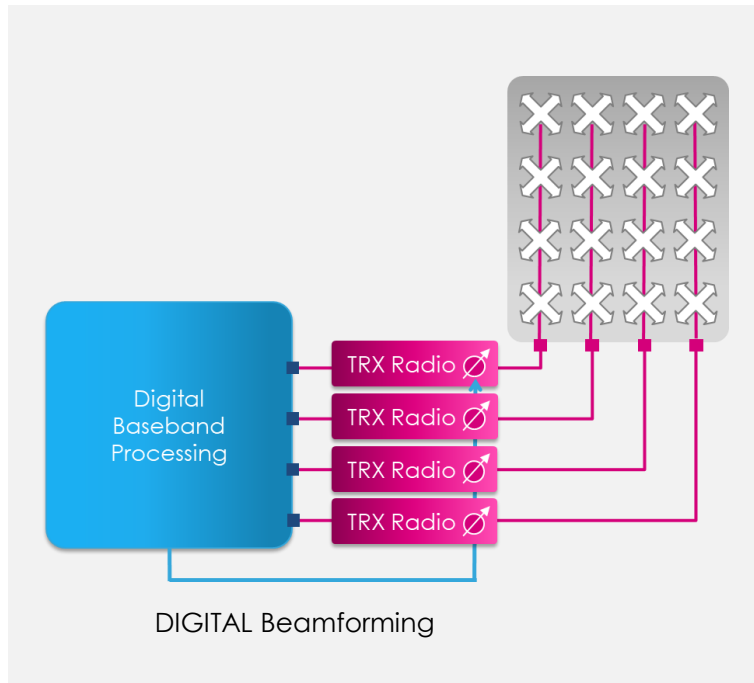 Digital
Baseband
Processing
TRX Radio
TRX Radio
TRX Radio
TRX Radio
DIGITAL Beamforming